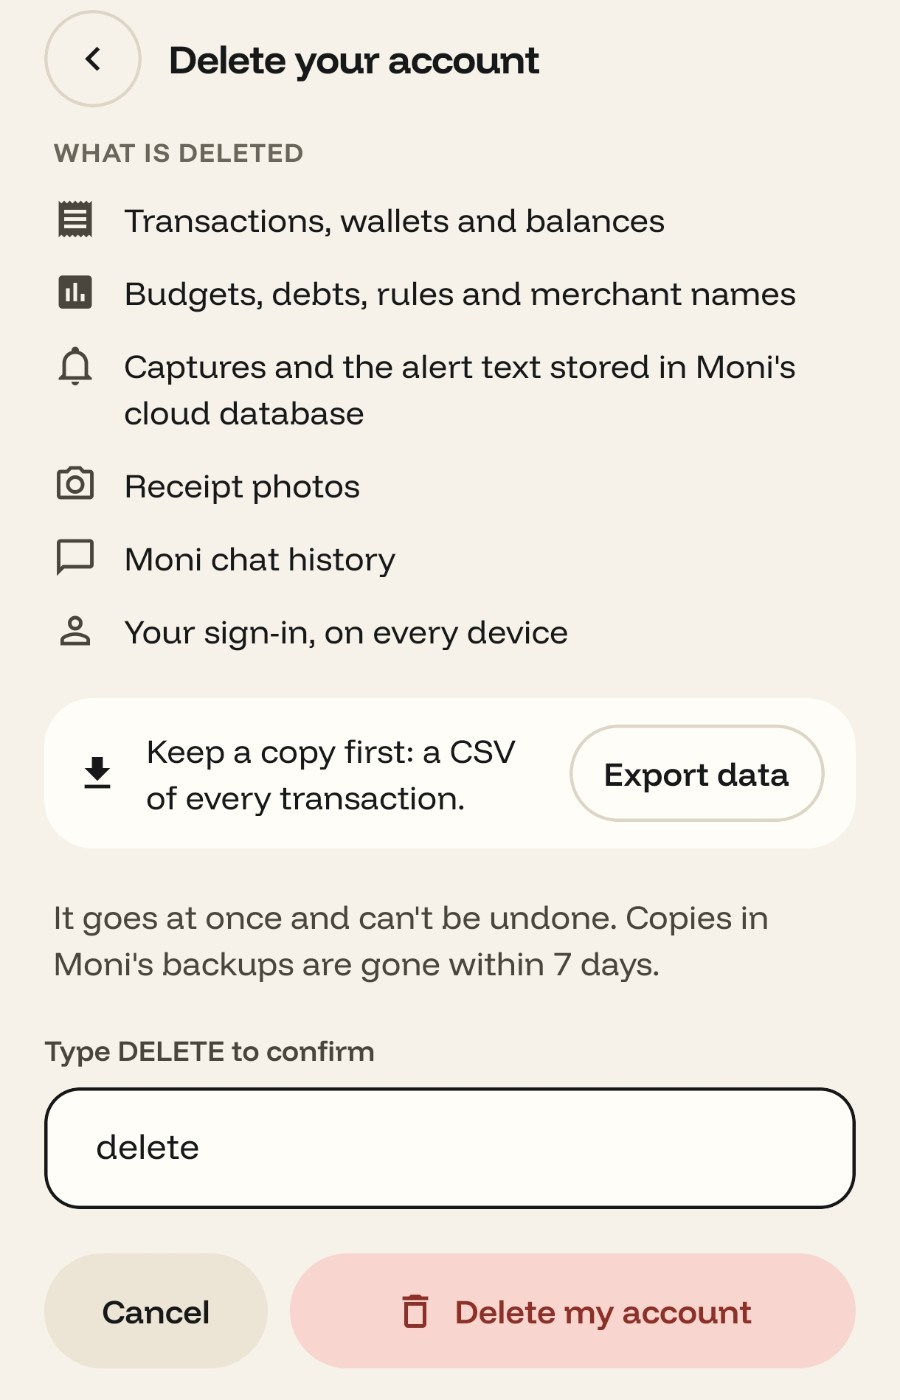 Delete your account
WHAT IS DELETED
Transactions, wallets and balances
Budgets, debts, rules and merchant names
Captures and the alert text stored in Moni's
cloud database
Receipt photos
Moni chat history
Your sign-in, on every device
Keep a copy first: a CSV
of every transaction.
Export data
It goes at once and can't be undone. Copies in
Moni's backups are gone within 7 days.
Type DELETE to confirm
delete
Cancel
Delete my account